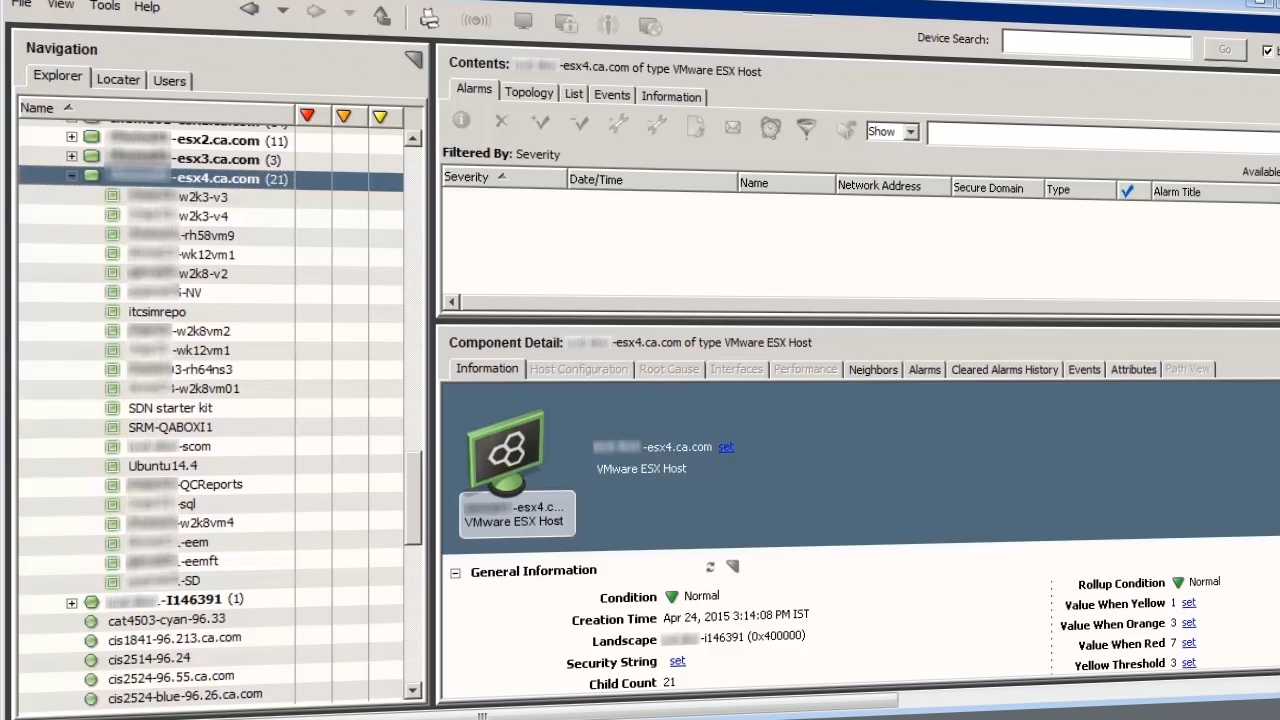 File View Tools Help
Device Search:
Go
Navigation
Explorer Locater Users
Name
-esx2.ca.com (11)
-esx3.ca.com (3)
-esx4.ca.com (21)
w2k3-v3
w2k3-v4
-rh58vm9
-wk12vm1
w2k8-v2
-NV
itcsimrepo
-w2k8vm2
-wk12vm1
3-rh64ns3
-w2k8vm01
SDN starter kit
SRM-QABOXI1
-scom
Ubuntu14.4
-QCReports
-sql
-w2k8vm4
-eem
-eemft
-SD
-I146391 (1)
cat4503-cyan-96.33
cis1841-96.213.ca.com
cis2514-96.24
cis2524-96.55.ca.com
cis2524-blue-96.26.ca.com
Contents: -esx4.ca.com of type VMware ESX Host
Alarms Topology List Events Information
Show
Filtered By: Severity
Available
Severity Date/Time Name Network Address Secure Domain Type Alarm Title
Component Detail: -esx4.ca.com of type VMware ESX Host
Information Host Configuration Root Cause Interfaces Performance Neighbors Alarms Cleared Alarms History Events Attributes Path View
-esx4.ca.com set
VMware ESX Host
-esx4.c...
VMware ESX Host
General Information
Condition Normal
Creation Time Apr 24, 2015 3:14:08 PM IST
Landscape -i146391 (0x400000)
Security String set
Child Count 21
Rollup Condition Normal
Value When Yellow 1 set
Value When Orange 3 set
Value When Red 7 set
Yellow Threshold 3 set